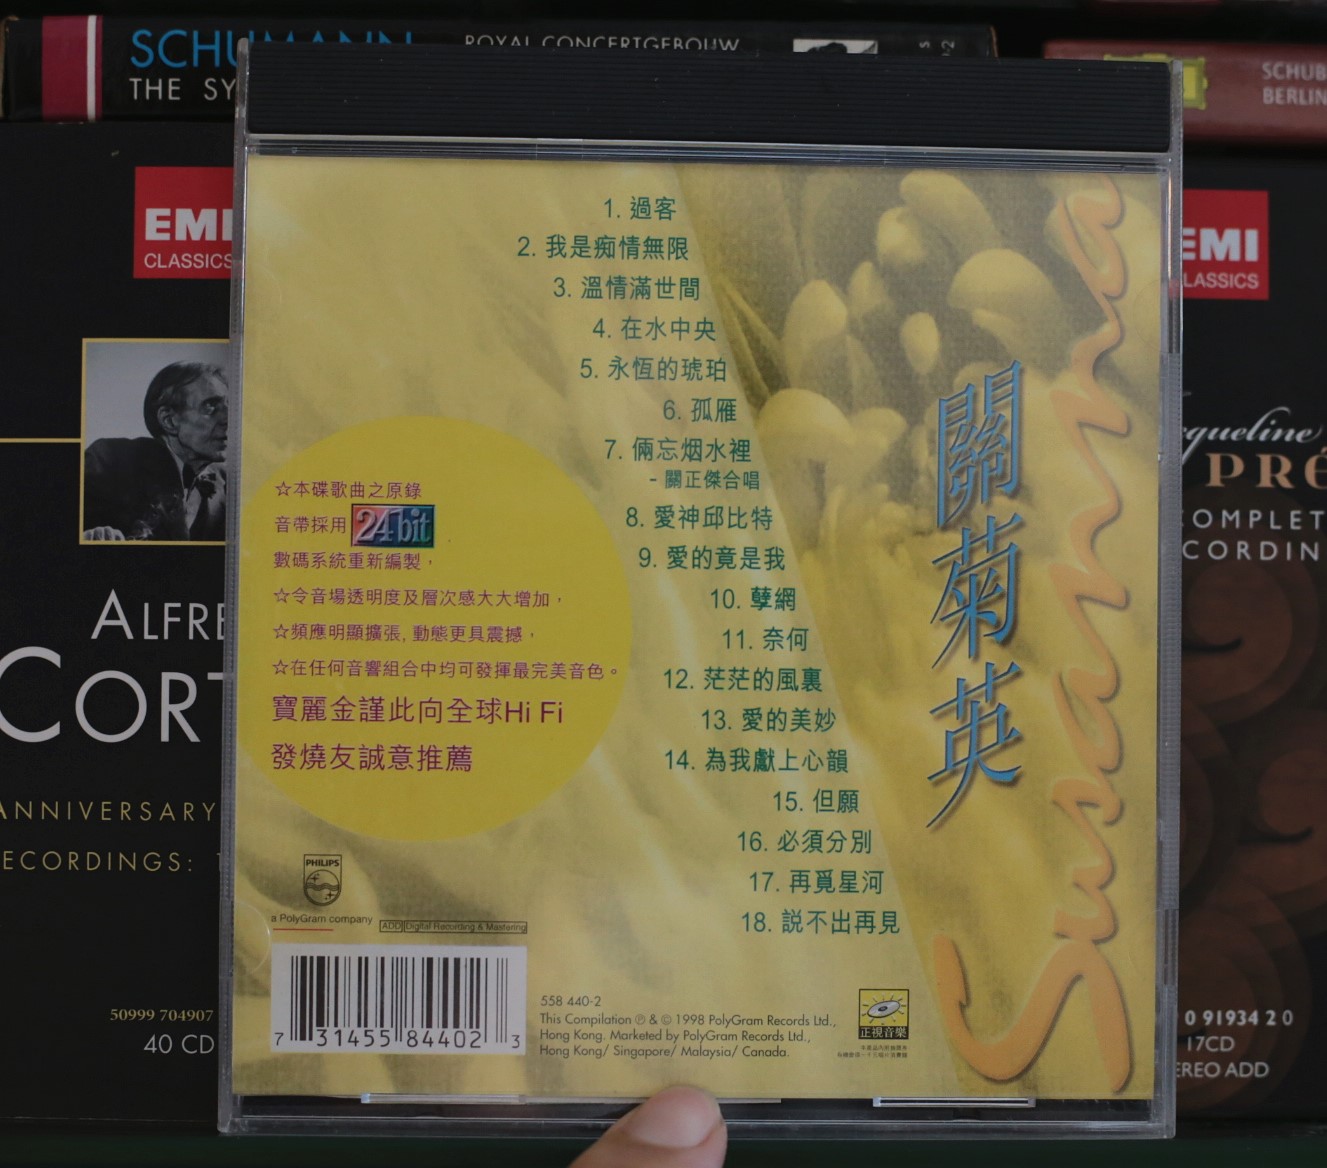 SCHUMANN
THE SY
ROYAL CONCERTGEBOUW
SCHUB
BERLIN
EMI
CLASSICS
EMI
LASSICS
1. 過客
2. 我是痴情無限
3. 溫情滿世間
4. 在水中央
5. 永恆的琥珀
6. 孤雁
7. 倆忘烟水裡
- 關正傑合唱
8. 愛神邱比特
9. 愛的竟是我
10. 孽網
11. 奈何
12. 茫茫的風裏
13. 愛的美妙
14. 為我獻上心韻
15. 但願
16. 必須分別
17. 再覓星河
18. 説不出再見
關菊英
Susanna
☆本碟歌曲之原錄
音帶採用 24bit
數碼系統重新編製，
☆令音場透明度及層次感大大增加，
☆頻應明顯擴張, 動態更具震撼，
☆在任何音響組合中均可發揮最完美音色。
寶麗金謹此向全球Hi Fi
發燒友誠意推薦
PHILIPS
a PolyGram company
ADD Digital Recording & Mastering
7 31455 84402 3
558 440-2
This Compilation ℗ & © 1998 PolyGram Records Ltd.,
Hong Kong. Marketed by PolyGram Records Ltd.,
Hong Kong/ Singapore/ Malaysia/ Canada.
正視音樂
ALFRE
CORT
ANNIVERSARY
ECORDINGS:
50999 704907
40 CD
cqueline
PRÉ
OMPLET
CORDIN
0 91934 2 0
17CD
EREO ADD